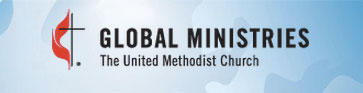 GLOBAL MINISTRIES
The United Methodist Church